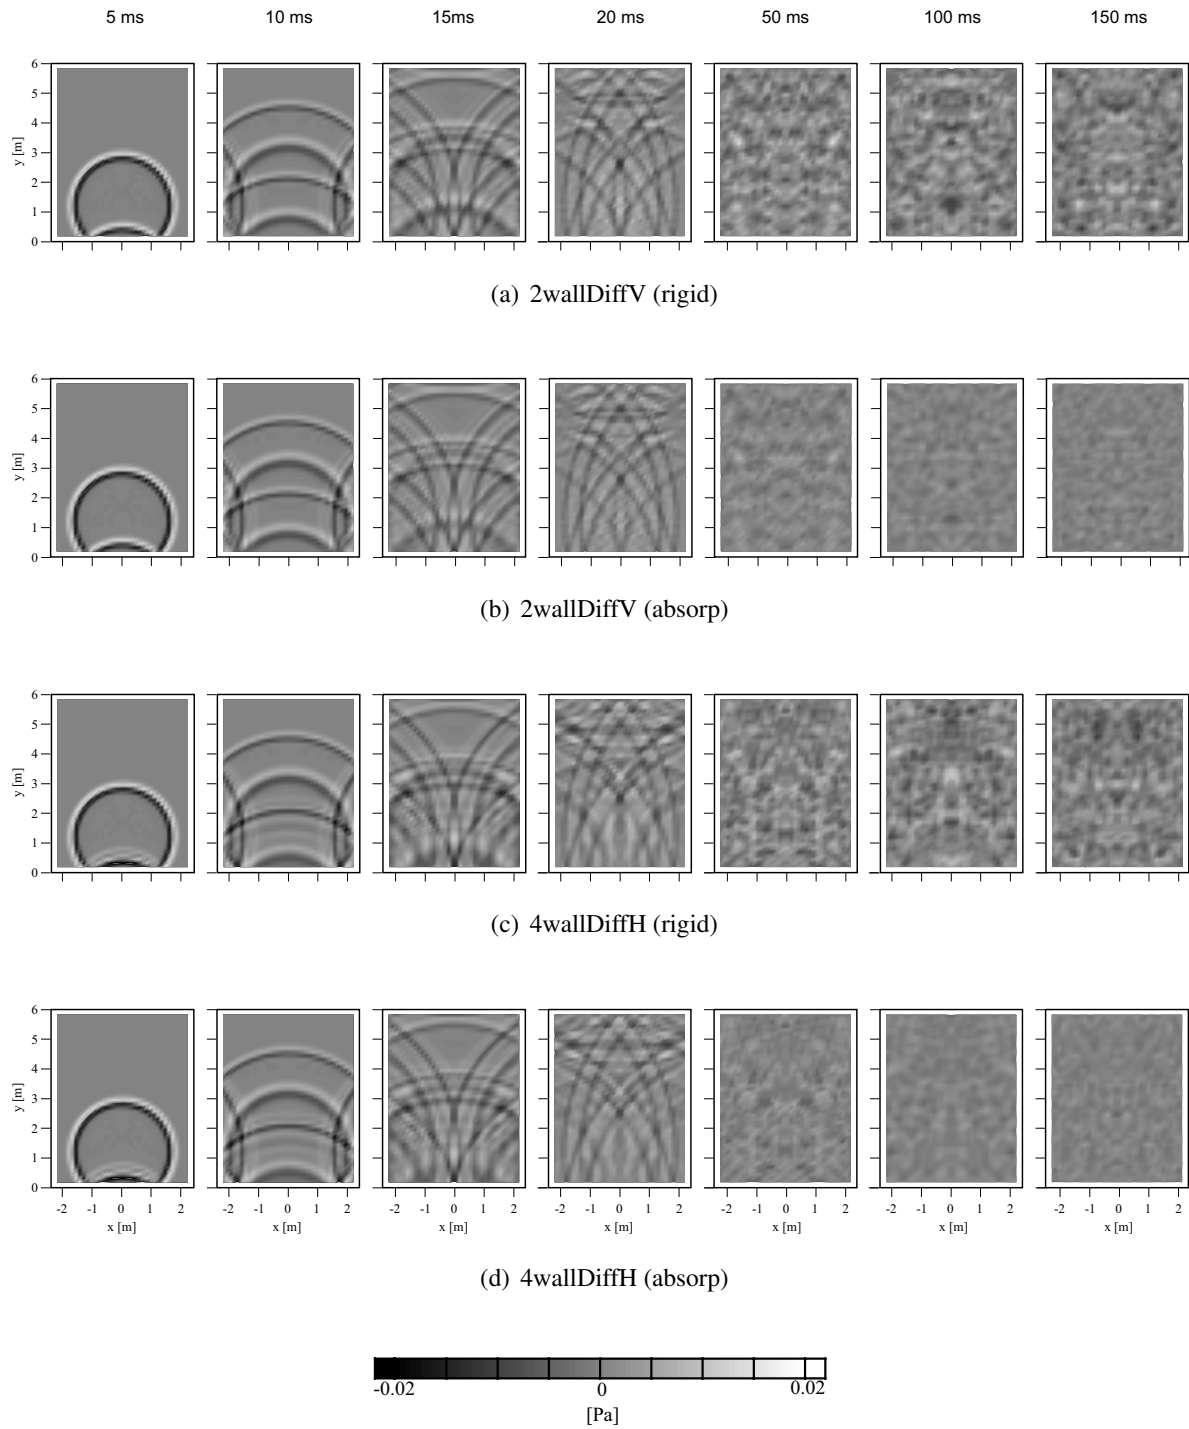 5 ms 10 ms 15ms 20 ms 50 ms 100 ms 150 ms
6
5
4
y [m]
3
2
1
0
(a) 2wallDiffV (rigid)
6
5
4
y [m]
3
2
1
0
(b) 2wallDiffV (absorp)
6
5
4
y [m]
3
2
1
0
(c) 4wallDiffH (rigid)
6
5
4
y [m]
3
2
1
0
-2 -1 0 1 2 -2 -1 0 1 2 -2 -1 0 1 2 -2 -1 0 1 2 -2 -1 0 1 2 -2 -1 0 1 2 -2 -1 0 1 2
x [m] x [m] x [m] x [m] x [m] x [m] x [m]
(d) 4wallDiffH (absorp)
-0.02 0 0.02
[Pa]